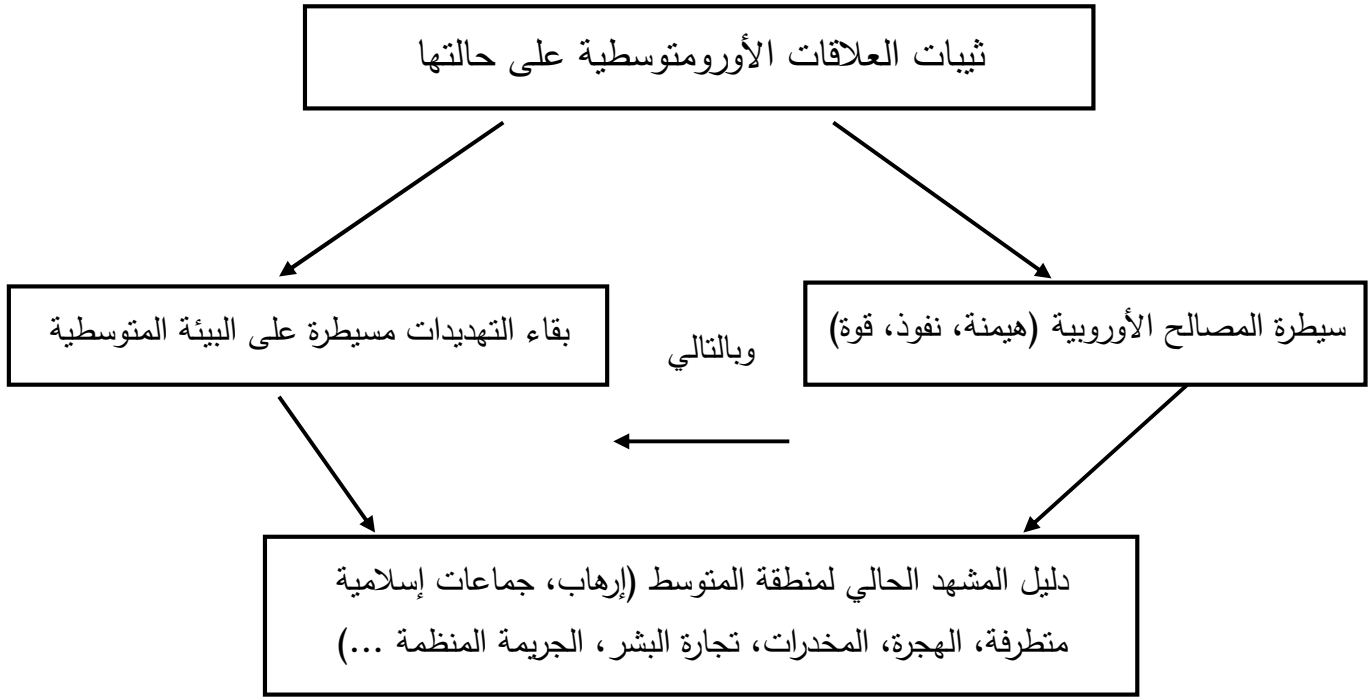 ثيبات العلاقات الأورومتوسطية على حالتها
سيطرة المصالح الأوروبية (هيمنة، نفوذ، قوة)
وبالتالي
بقاء التهديدات مسيطرة على البيئة المتوسطية
دليل المشهد الحالي لمنطقة المتوسط (إرهاب، جماعات إسلامية
متطرفة، الهجرة، المخدرات، تجارة البشر، الجريمة المنظمة ...)